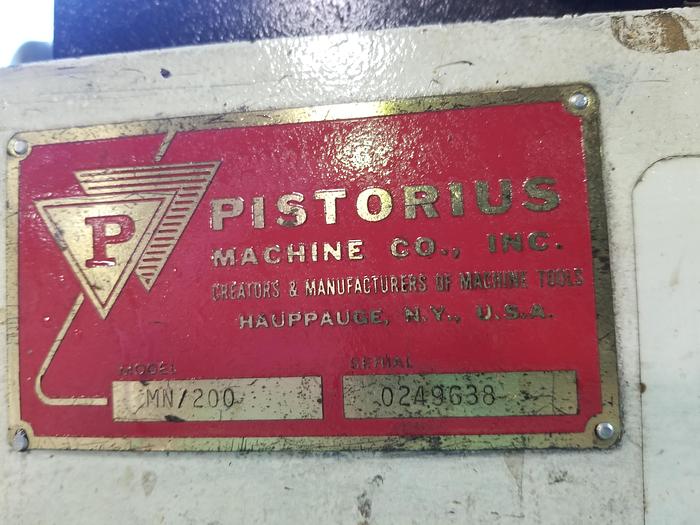 P
PISTORIUS
MACHINE CO., INC.
CREATORS & MANUFACTURERS OF MACHINE TOOLS
HAUPPAUGE, N.Y., U.S.A.
MODEL SERIAL
MN/200 0249638